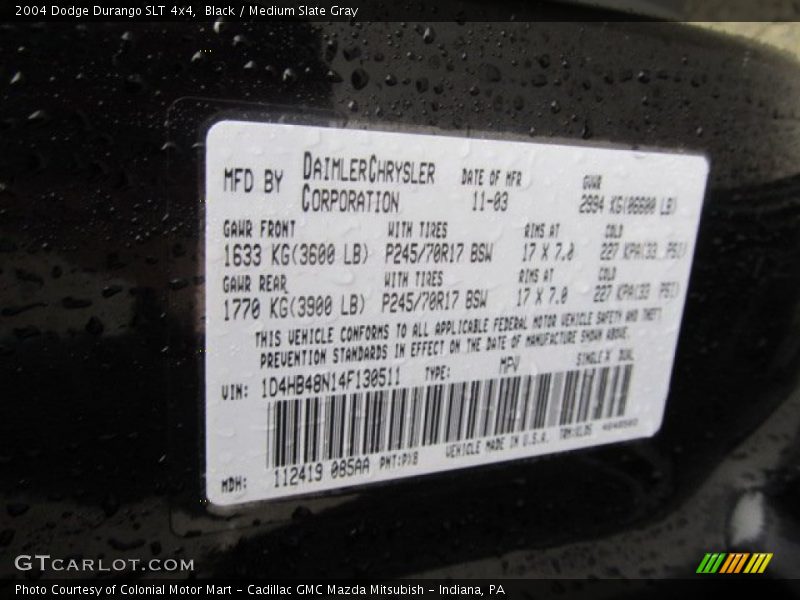 2004 Dodge Durango SLT 4x4, Black / Medium Slate Gray
MFD BY DAIMLERCHRYSLER CORPORATION DATE OF MFR 11-03 GVWR 2994 KG(06600 LB)
GAWR FRONT WITH TIRES RIMS AT COLD
1633 KG(3600 LB) P245/70R17 BSW 17 X 7.0 227 KPA(33 PSI)
GAWR REAR WITH TIRES RIMS AT COLD
1770 KG(3900 LB) P245/70R17 BSW 17 X 7.0 227 KPA(33 PSI)
THIS VEHICLE CONFORMS TO ALL APPLICABLE FEDERAL MOTOR VEHICLE SAFETY AND THEFT
PREVENTION STANDARDS IN EFFECT ON THE DATE OF MANUFACTURE SHOWN ABOVE.
VIN: 1D4HB48N14F130511 TYPE: MPV SINGLE X DUAL
MDH: 112419 085AA PNT:PX8 VEHICLE MADE IN U.S.A.
GTCARLOT.COM
Photo Courtesy of Colonial Motor Mart - Cadillac GMC Mazda Mitsubish - Indiana, PA